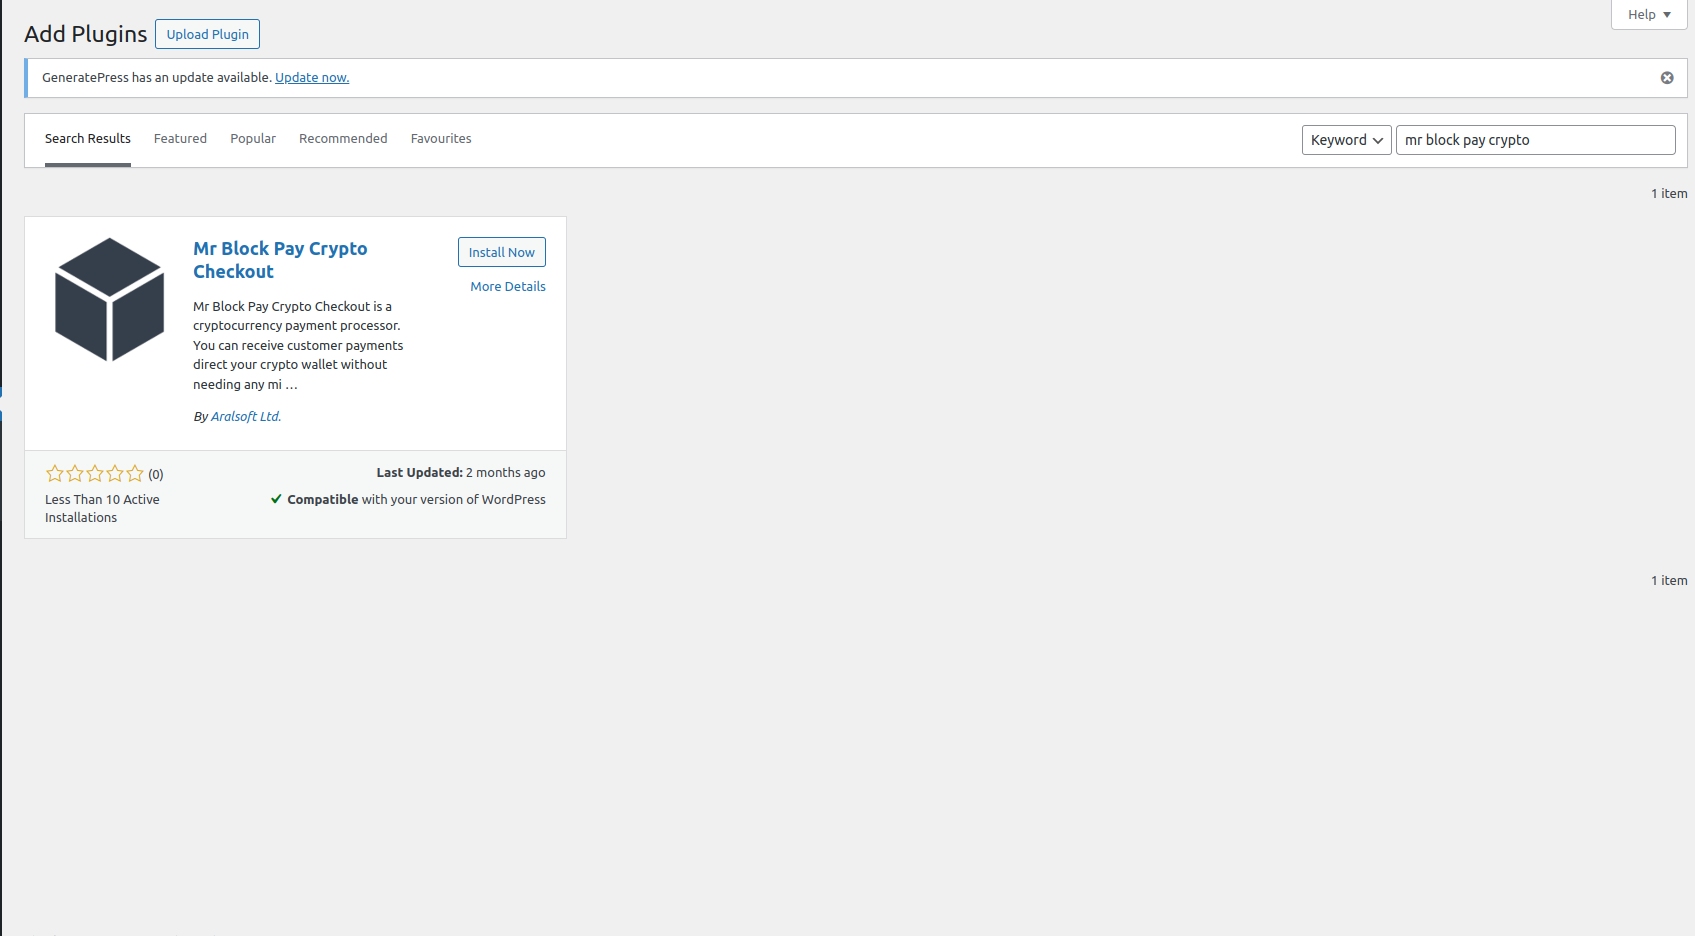 Help
Add Plugins Upload Plugin
GeneratePress has an update available. Update now.
Search Results Featured Popular Recommended Favourites Keyword mr block pay crypto
1 item
Mr Block Pay Crypto
Checkout
Install Now
More Details
Mr Block Pay Crypto Checkout is a
cryptocurrency payment processor.
You can receive customer payments
direct your crypto wallet without
needing any mi …
By Aralsoft Ltd.
(0)
Less Than 10 Active
Installations
Last Updated: 2 months ago
Compatible with your version of WordPress
1 item